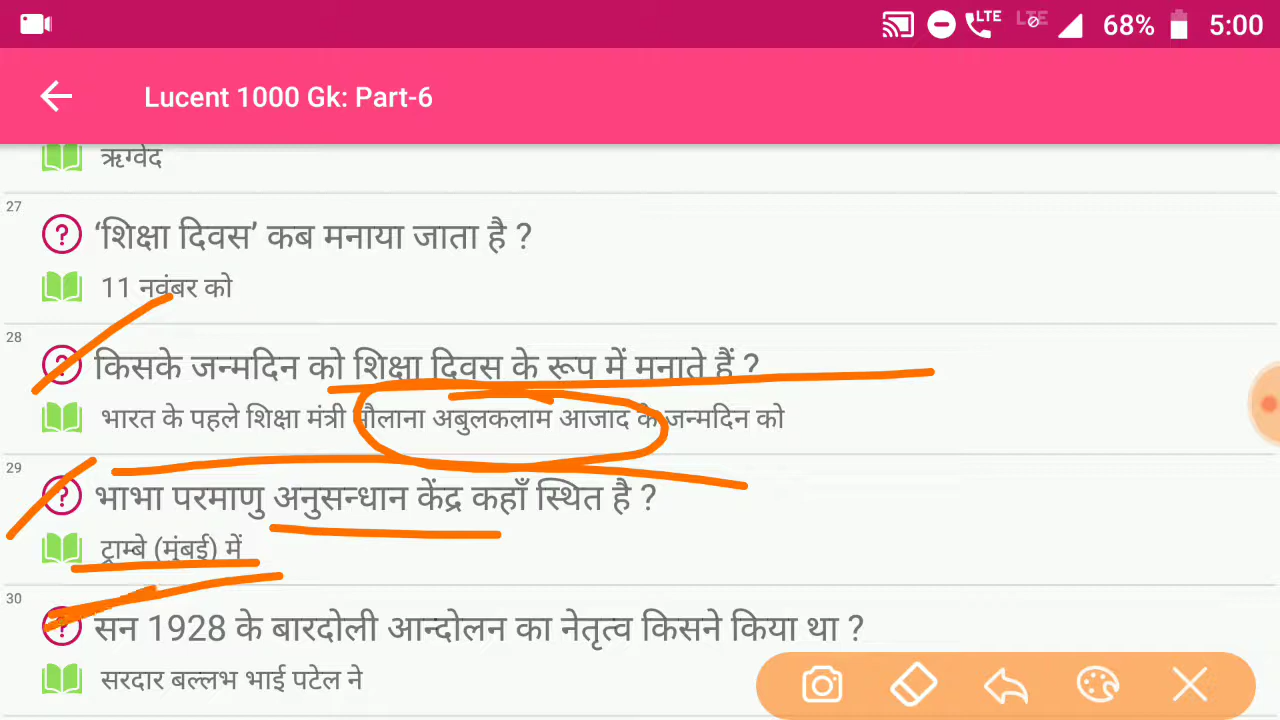 LTE LTE 68% 5:00
Lucent 1000 Gk: Part-6
ऋग्वेद
27
‘शिक्षा दिवस’ कब मनाया जाता है ?
11 नवंबर को
28
किसके जन्मदिन को शिक्षा दिवस के रूप में मनाते हैं ?
भारत के पहले शिक्षा मंत्री मौलाना अबुलकलाम आजाद के जन्मदिन को
29
भाभा परमाणु अनुसन्धान केंद्र कहाँ स्थित है ?
ट्राम्बे (मुंबई) में
30
सन 1928 के बारदोली आन्दोलन का नेतृत्व किसने किया था ?
सरदार बल्लभ भाई पटेल ने